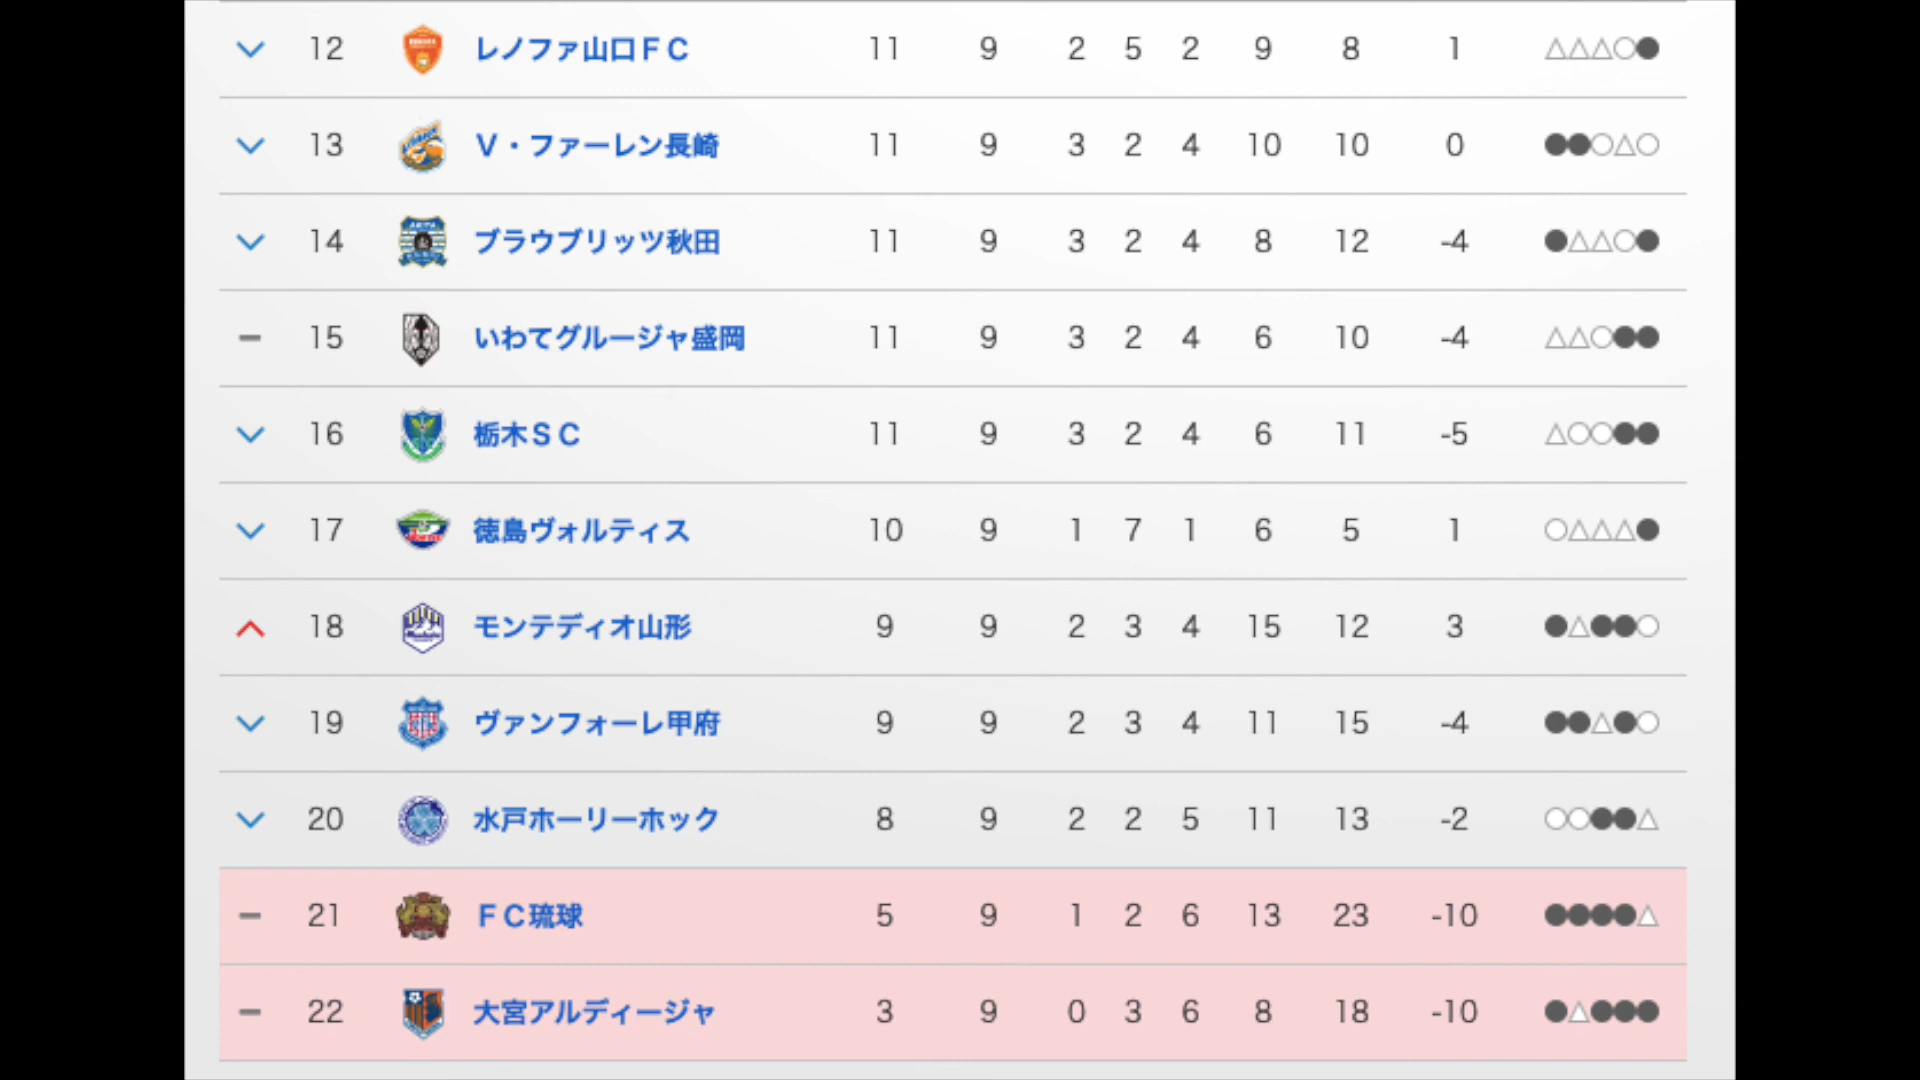 12 レノファ山口ＦＣ 11 9 2 5 2 9 8 1 △△△○●
13 Ｖ・ファーレン長崎 11 9 3 2 4 10 10 0 ●●○△○
14 ブラウブリッツ秋田 11 9 3 2 4 8 12 -4 ●△△○●
15 いわてグルージャ盛岡 11 9 3 2 4 6 10 -4 △△○●●
16 栃木ＳＣ 11 9 3 2 4 6 11 -5 △○○●●
17 徳島ヴォルティス 10 9 1 7 1 6 5 1 ○△△△●
18 モンテディオ山形 9 9 2 3 4 15 12 3 ●△●●○
19 ヴァンフォーレ甲府 9 9 2 3 4 11 15 -4 ●●△●○
20 水戸ホーリーホック 8 9 2 2 5 11 13 -2 ○○●●△
21 ＦＣ琉球 5 9 1 2 6 13 23 -10 ●●●●△
22 大宮アルディージャ 3 9 0 3 6 8 18 -10 ●△●●●